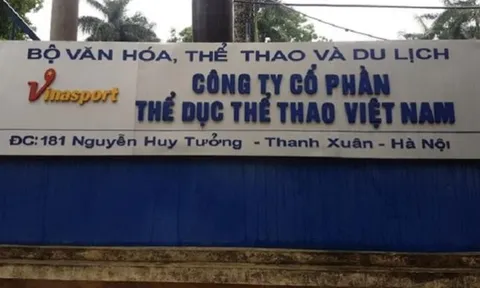 BỘ VĂN HÓA, THỂ THAO VÀ DU LỊCH
Vinasport
CÔNG TY CỔ PHẦN
THỂ DỤC THỂ THAO VIỆT NAM
ĐC: 181 Nguyễn Huy Tưởng - Thanh Xuân - Hà Nội